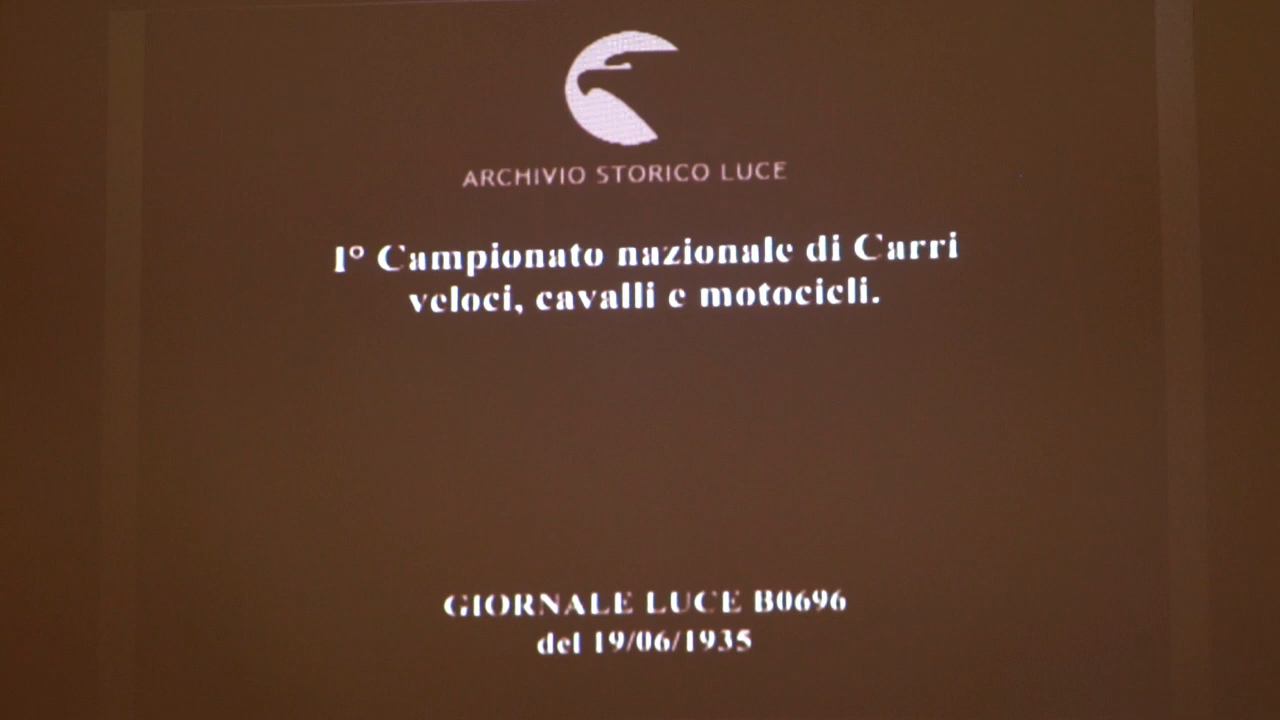 ARCHIVIO STORICO LUCE
1° Campionato nazionale di Carri
veloci, cavalli e motocicli.
GIORNALE LUCE B0696
del 19/06/1935